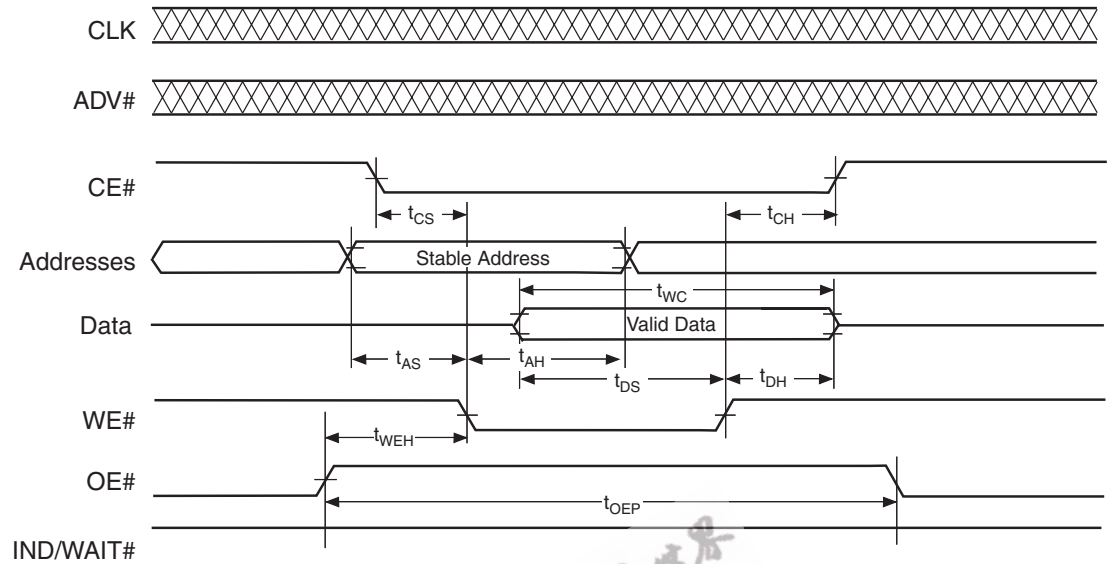 CLK
ADV#
CE#
tCS
tCH
Addresses
Stable Address
tWC
Data
Valid Data
tAS
tAH
tDS
tDH
WE#
tWEH
OE#
tOEP
IND/WAIT#